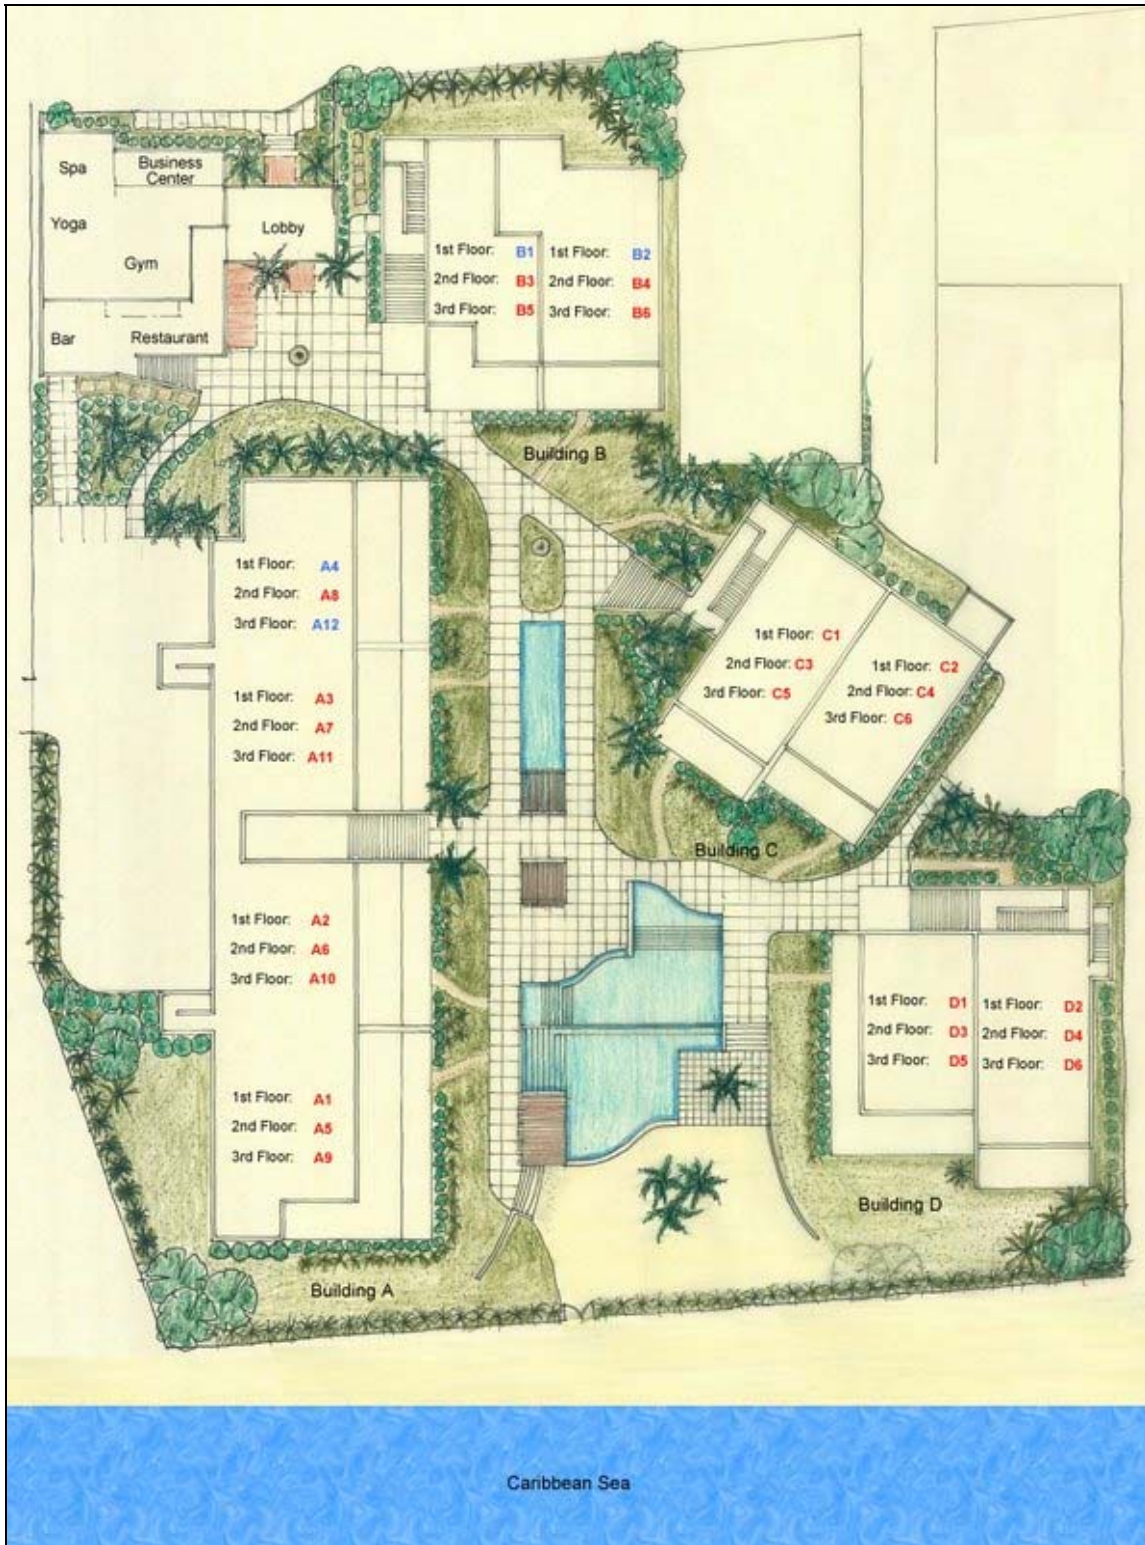 Spa
Business
Center
Yoga
Lobby
Gym
Bar
Restaurant
1st Floor: B1
2nd Floor: B3
3rd Floor: B5
1st Floor: B2
2nd Floor: B4
3rd Floor: B6
Building B
1st Floor: A4
2nd Floor: A8
3rd Floor: A12
1st Floor: A3
2nd Floor: A7
3rd Floor: A11
1st Floor: C1
2nd Floor: C3
3rd Floor: C5
1st Floor: C2
2nd Floor: C4
3rd Floor: C6
Building C
1st Floor: A2
2nd Floor: A6
3rd Floor: A10
1st Floor: D1
2nd Floor: D3
3rd Floor: D5
1st Floor: D2
2nd Floor: D4
3rd Floor: D6
1st Floor: A1
2nd Floor: A5
3rd Floor: A9
Building D
Building A
Caribbean Sea